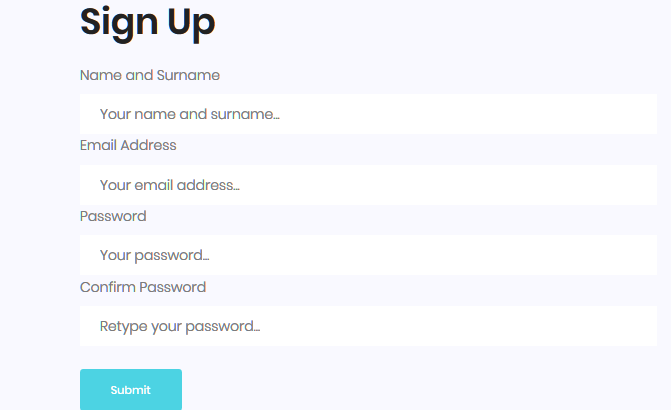 Sign Up
Name and Surname
Your name and surname...
Email Address
Your email address...
Password
Your password...
Confirm Password
Retype your password...
Submit